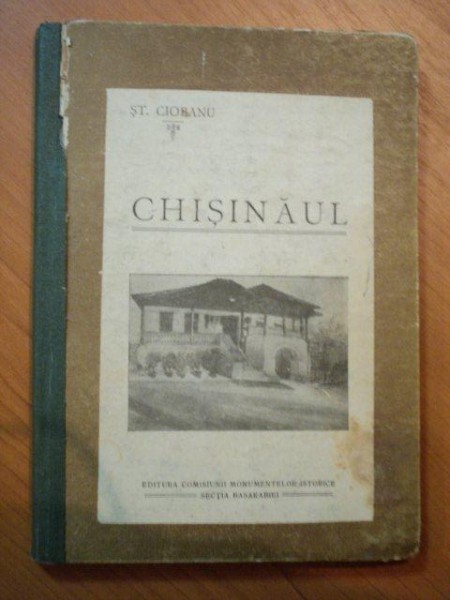 ȘT. CIOBANU
CHIȘINĂUL
EDITURA COMISIUNII MONUMENTELOR ISTORICE
SECȚIA BASARABIEI